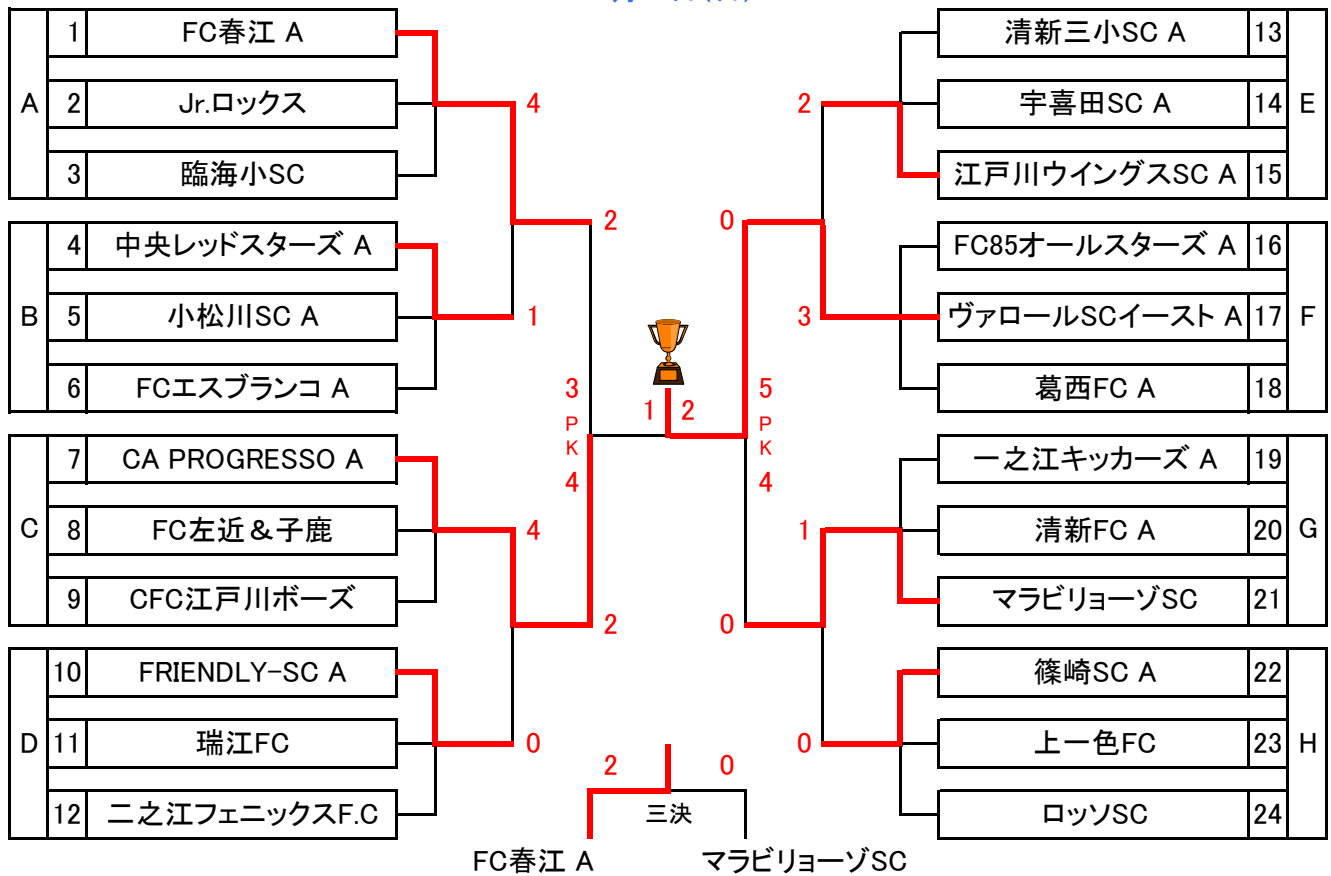 A
1 FC春江 A
2 Jr.ロックス
3 臨海小SC
B
4 中央レッドスターズ A
5 小松川SC A
6 FCエスブランコ A
C
7 CA PROGRESSO A
8 FC左近&子鹿
9 CFC江戸川ボーズ
D
10 FRIENDLY-SC A
11 瑞江FC
12 二之江フェニックスF.C
4
1
4
0
2
2
3
PK
4
1 2
5
PK
4
0
0
2
3
1
0
清新三小SC A 13
宇喜田SC A 14
江戸川ウイングスSC A 15
E
FC85オールスターズ A 16
ヴァロールSCイースト A 17
葛西FC A 18
F
一之江キッカーズ A 19
清新FC A 20
マラビリョーゾSC 21
G
篠崎SC A 22
上一色FC 23
ロッソSC 24
H
2 0
三決
FC春江 A マラビリョーゾSC